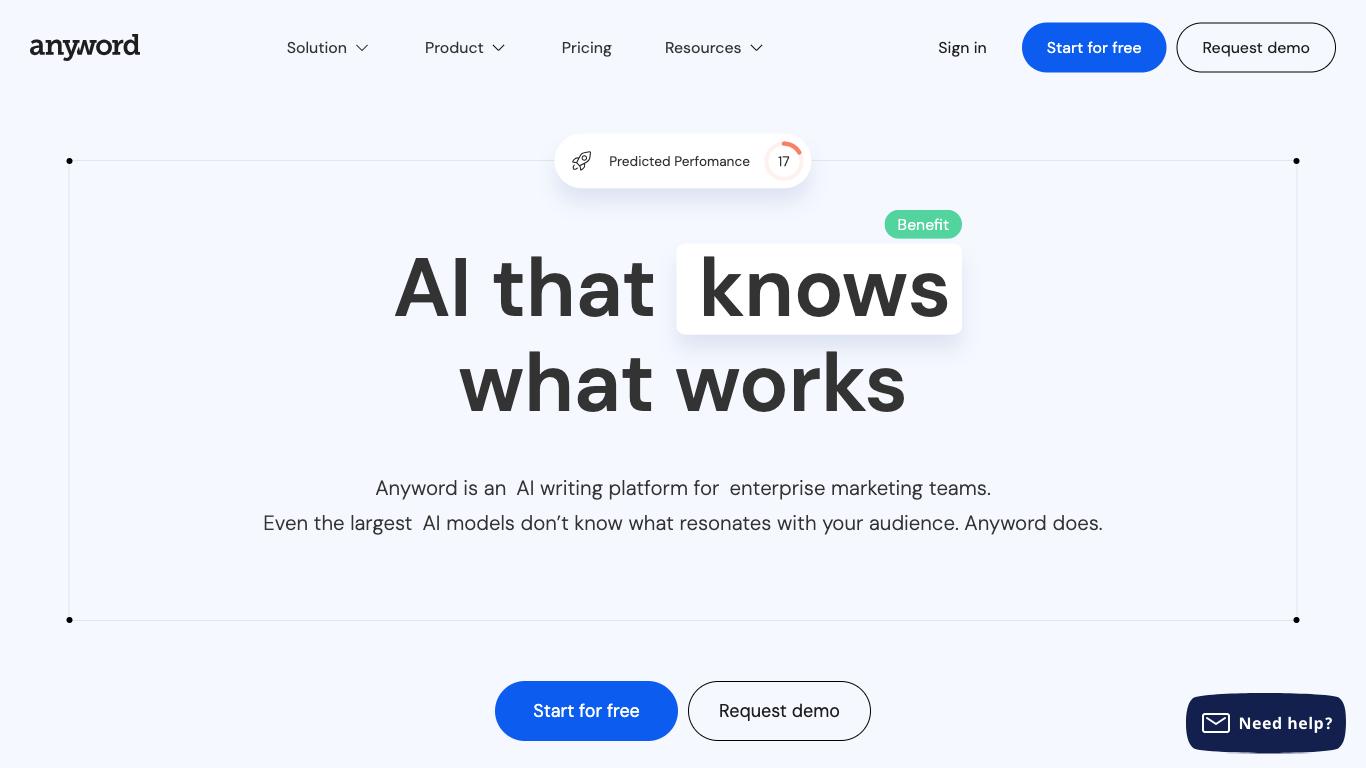 anyword
Solution
Product
Pricing
Resources
Sign in
Start for free
Request demo
Predicted Perfomance
17
Benefit
AI that knows
what works
Anyword is an AI writing platform for enterprise marketing teams.
Even the largest AI models don’t know what resonates with your audience. Anyword does.
Start for free
Request demo
Need help?